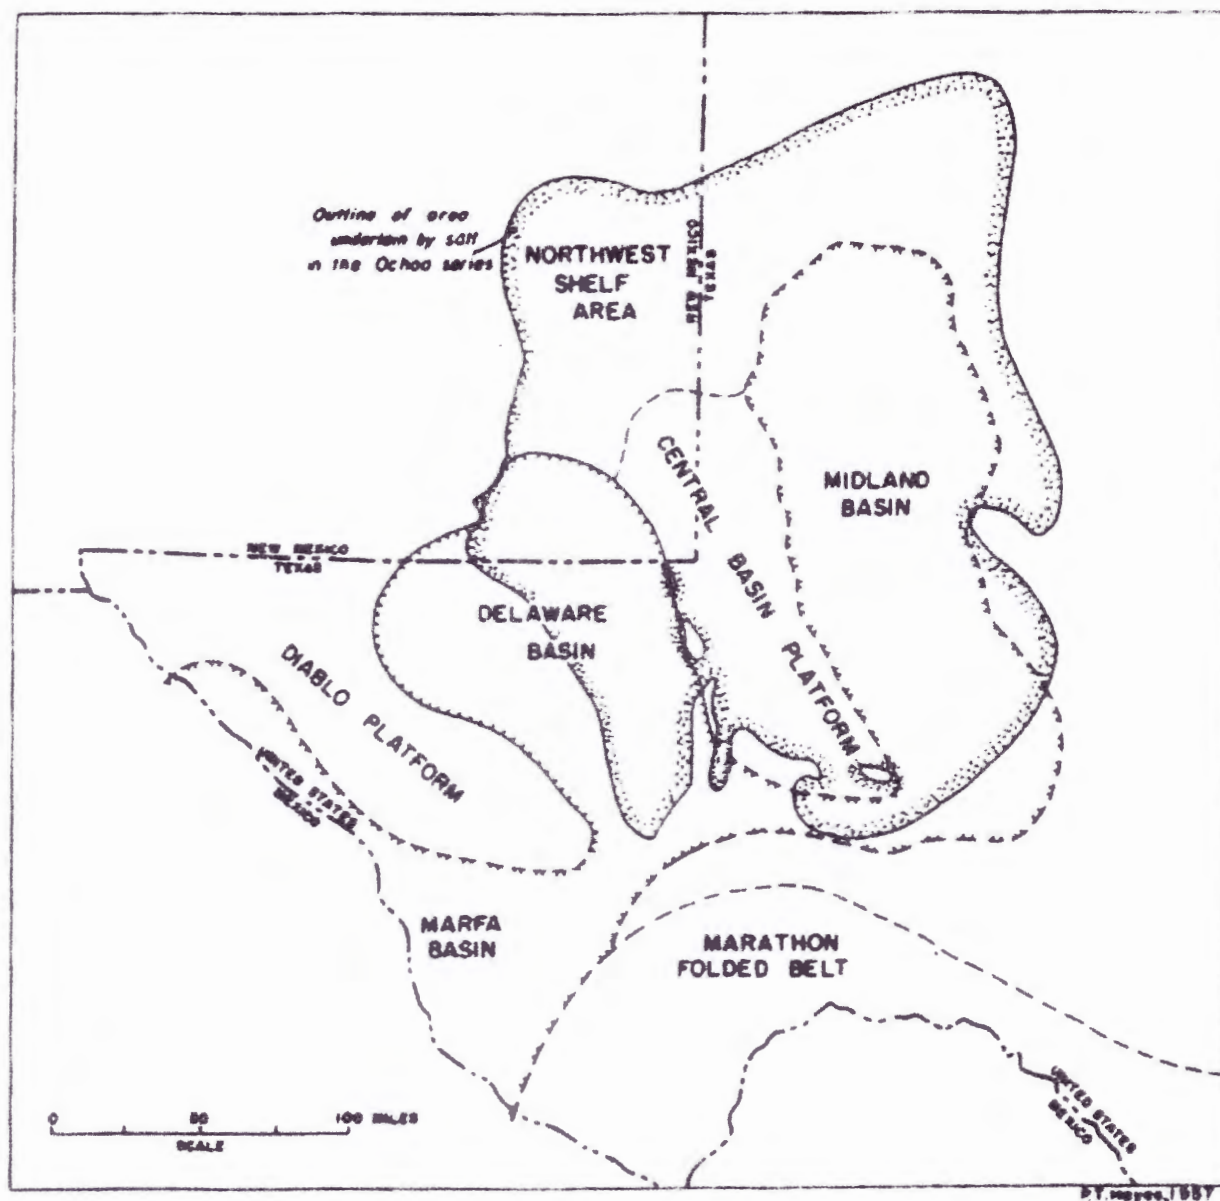 Outline of area
underlain by salt
in the Ochoa series
NORTHWEST
SHELF
AREA
NEW MEXICO
TEXAS
CENTRAL BASIN PLATFORM
MIDLAND
BASIN
NEW MEXICO
TEXAS
DELAWARE
BASIN
DIABLO PLATFORM
UNITED STATES
MEXICO
MARFA
BASIN
MARATHON
FOLDED BELT
UNITED STATES
MEXICO
0 50 100 MILES
SCALE
P.T. Hayes, 1957